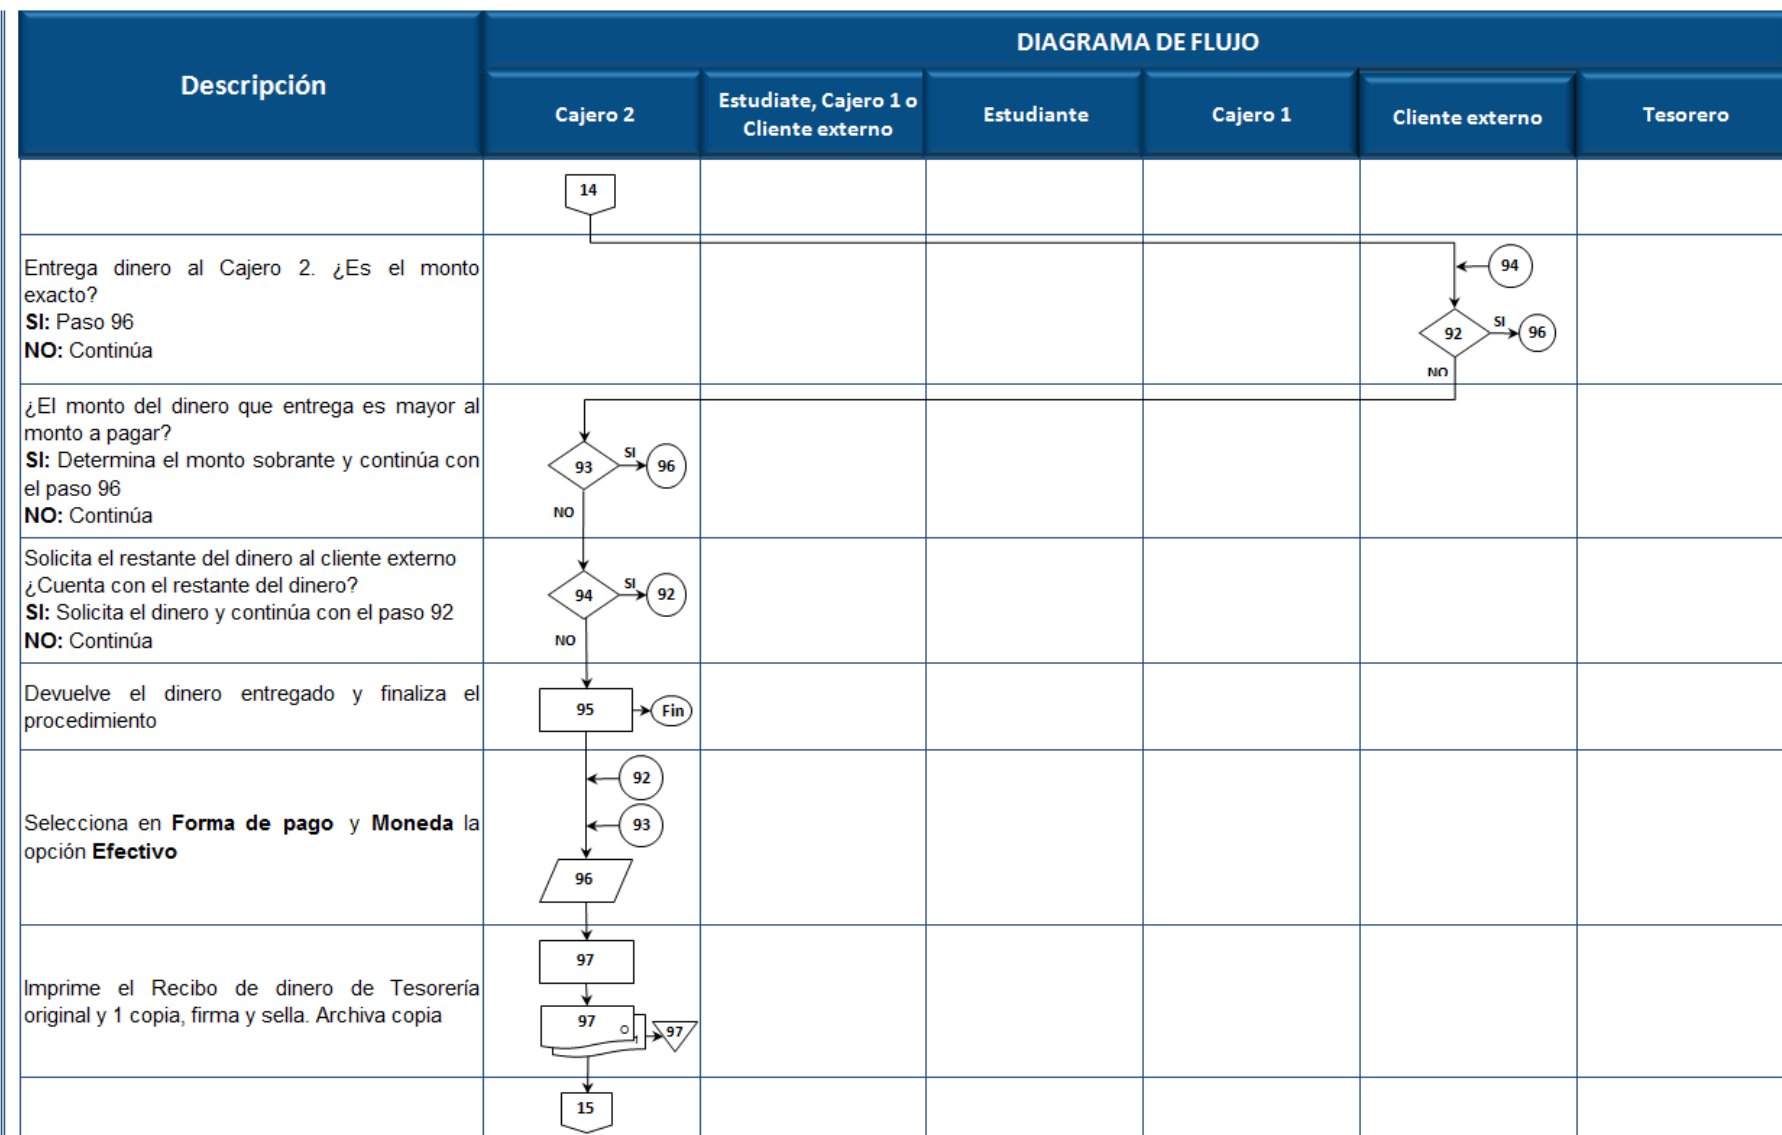 Descripción
DIAGRAMA DE FLUJO
Cajero 2
Estudiate, Cajero 1 o
Cliente externo
Estudiante
Cajero 1
Cliente externo
Tesorero
14
Entrega dinero al Cajero 2. ¿Es el monto
exacto?
SI: Paso 96
NO: Continúa
94
92
SI
96
NO
¿El monto del dinero que entrega es mayor al
monto a pagar?
SI: Determina el monto sobrante y continúa con
el paso 96
NO: Continúa
93
SI
96
NO
Solicita el restante del dinero al cliente externo
¿Cuenta con el restante del dinero?
SI: Solicita el dinero y continúa con el paso 92
NO: Continúa
94
SI
92
NO
Devuelve el dinero entregado y finaliza el
procedimiento
95
Fin
92
Selecciona en Forma de pago y Moneda la
opción Efectivo
93
96
Imprime el Recibo de dinero de Tesorería
original y 1 copia, firma y sella. Archiva copia
97
97
O
1
97
15